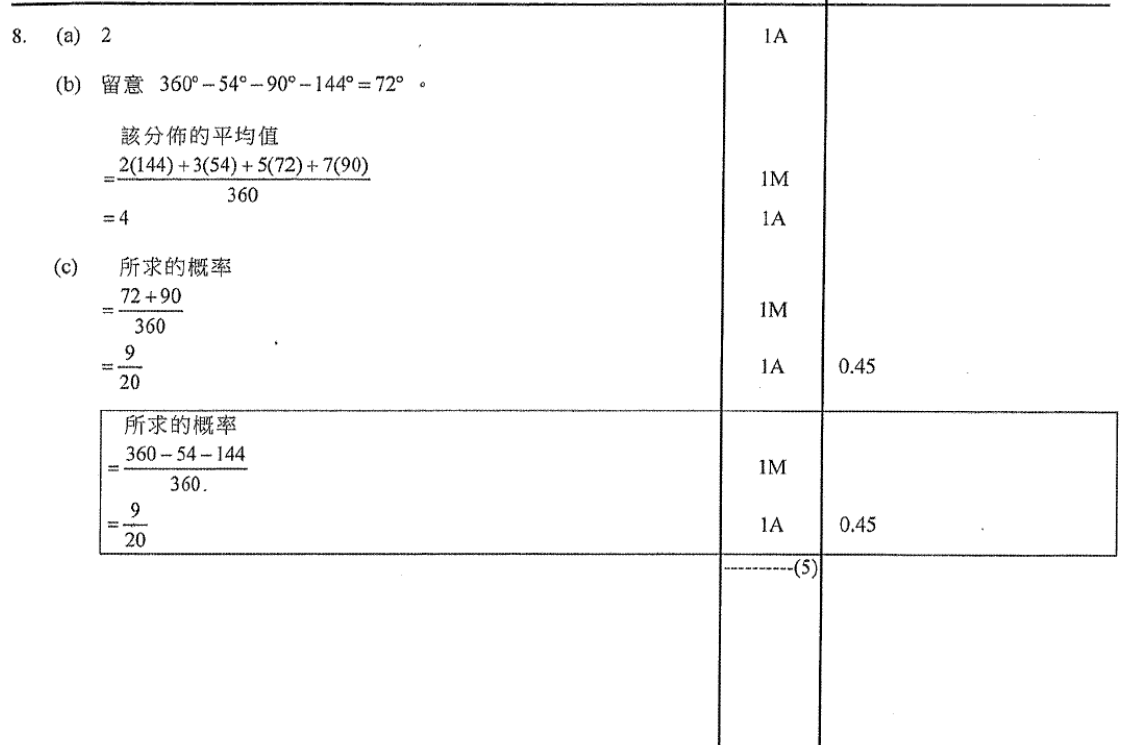 8. (a) 2 1A
(b) 留意 360° – 54° – 90° – 144° = 72° 。
該分佈的平均值
= 2(144) + 3(54) + 5(72) + 7(90) / 360 1M
= 4 1A
(c) 所求的概率
= 72 + 90 / 360 1M
= 9 / 20 1A 0.45
所求的概率
= 360 – 54 – 144 / 360. 1M
= 9 / 20 1A 0.45
----------(5)